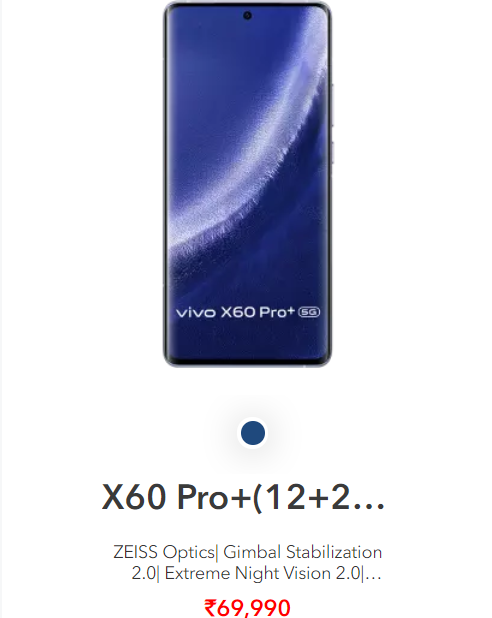 vivo X60 Pro+ 5G
X60 Pro+(12+2...
ZEISS Optics| Gimbal Stabilization
2.0| Extreme Night Vision 2.0|...
₹69,990